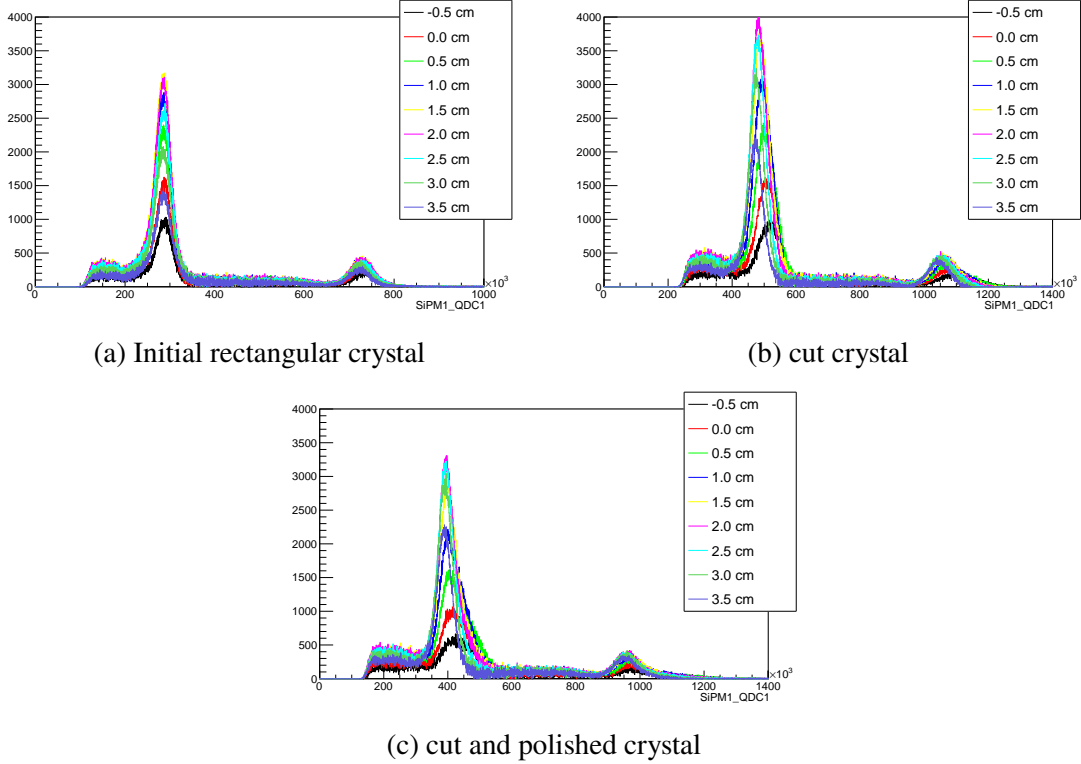 4000
3500
3000
2500
2000
1500
1000
500
0
0 200 400 600 800 1000
×10³
SiPM1_QDC1
-0.5 cm
0.0 cm
0.5 cm
1.0 cm
1.5 cm
2.0 cm
2.5 cm
3.0 cm
3.5 cm
(a) Initial rectangular crystal
4000
3500
3000
2500
2000
1500
1000
500
0
0 200 400 600 800 1000 1200 1400
×10³
SiPM1_QDC1
-0.5 cm
0.0 cm
0.5 cm
1.0 cm
1.5 cm
2.0 cm
2.5 cm
3.0 cm
3.5 cm
(b) cut crystal
4000
3500
3000
2500
2000
1500
1000
500
0
0 200 400 600 800 1000 1200 1400
×10³
SiPM1_QDC1
-0.5 cm
0.0 cm
0.5 cm
1.0 cm
1.5 cm
2.0 cm
2.5 cm
3.0 cm
3.5 cm
(c) cut and polished crystal